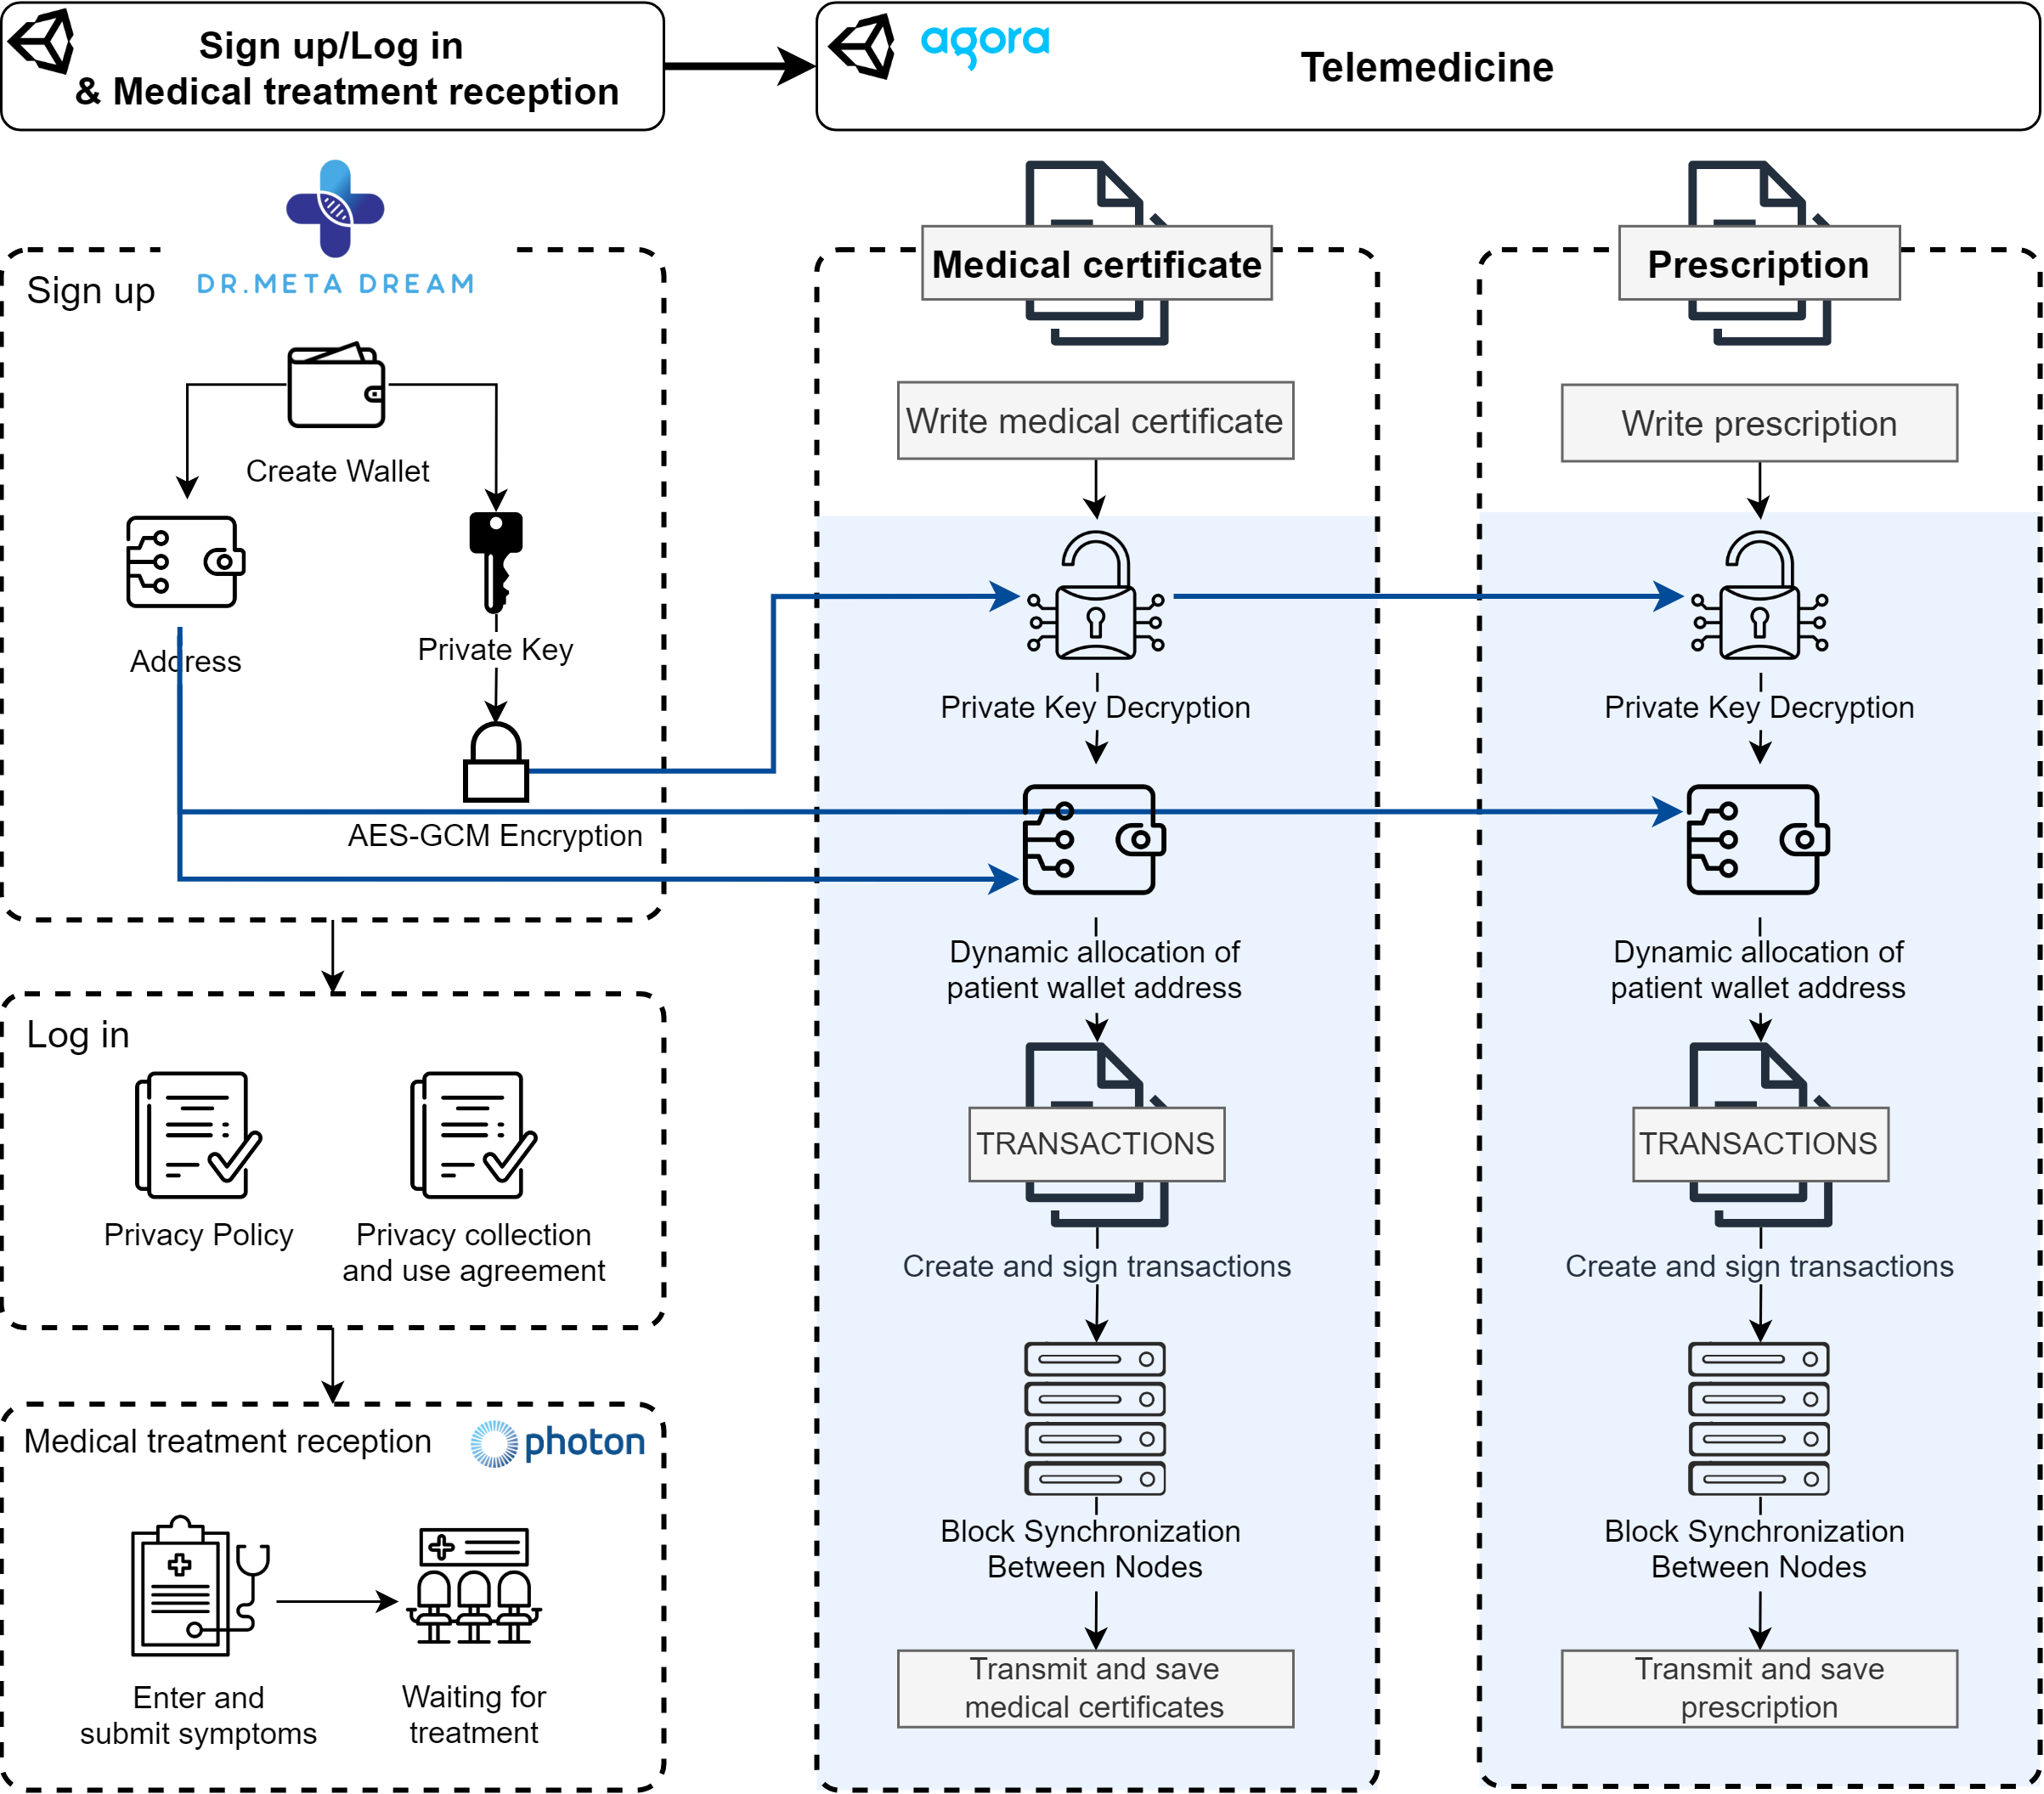 Sign up/Log in
& Medical treatment reception
agora
Telemedicine
DR.META DREAM
Sign up
Create Wallet
Address
Private Key
AES-GCM Encryption
Log in
Privacy Policy
Privacy collection
and use agreement
Medical treatment reception
photon
Enter and
submit symptoms
Waiting for
treatment
Medical certificate
Write medical certificate
Private Key Decryption
Dynamic allocation of
patient wallet address
TRANSACTIONS
Create and sign transactions
Block Synchronization
Between Nodes
Transmit and save
medical certificates
Prescription
Write prescription
Private Key Decryption
Dynamic allocation of
patient wallet address
TRANSACTIONS
Create and sign transactions
Block Synchronization
Between Nodes
Transmit and save
prescription